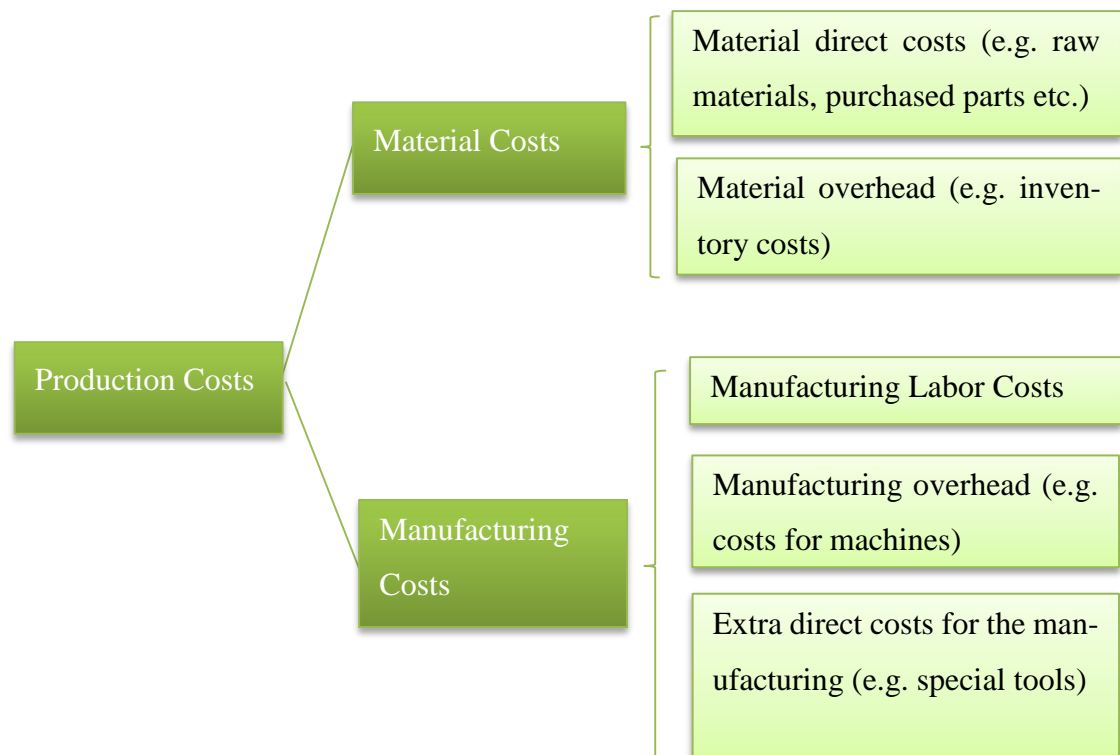 Material direct costs (e.g. raw
materials, purchased parts etc.)
Material Costs
Material overhead (e.g. inven-
tory costs)
Production Costs
Manufacturing Labor Costs
Manufacturing overhead (e.g.
costs for machines)
Manufacturing
Costs
Extra direct costs for the man-
ufacturing (e.g. special tools)